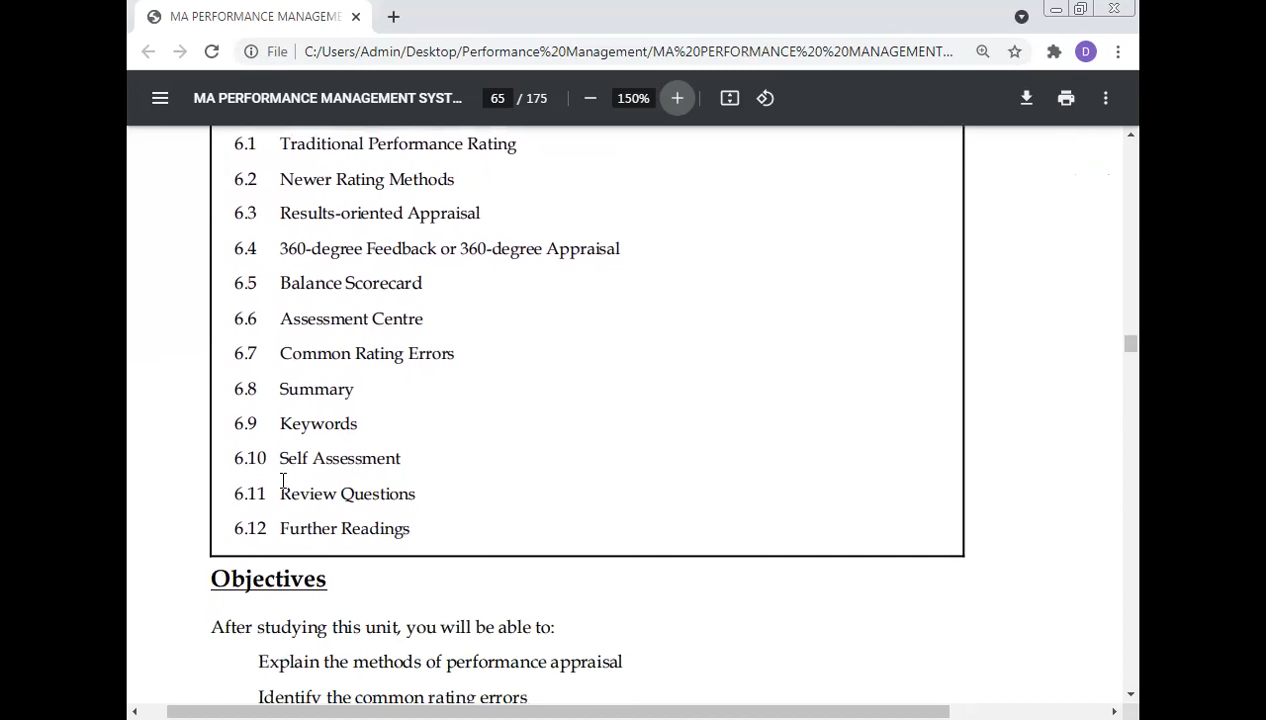 MA PERFORMANCE MANAGEME
File C:/Users/Admin/Desktop/Performance%20Management/MA%20PERFORMANCE%20%20MANAGEMENT... D
MA PERFORMANCE MANAGEMENT SYST... 65 / 175 150%
6.1 Traditional Performance Rating
6.2 Newer Rating Methods
6.3 Results-oriented Appraisal
6.4 360-degree Feedback or 360-degree Appraisal
6.5 Balance Scorecard
6.6 Assessment Centre
6.7 Common Rating Errors
6.8 Summary
6.9 Keywords
6.10 Self Assessment
6.11 Review Questions
6.12 Further Readings
Objectives
After studying this unit, you will be able to:
Explain the methods of performance appraisal
Identify the common rating errors